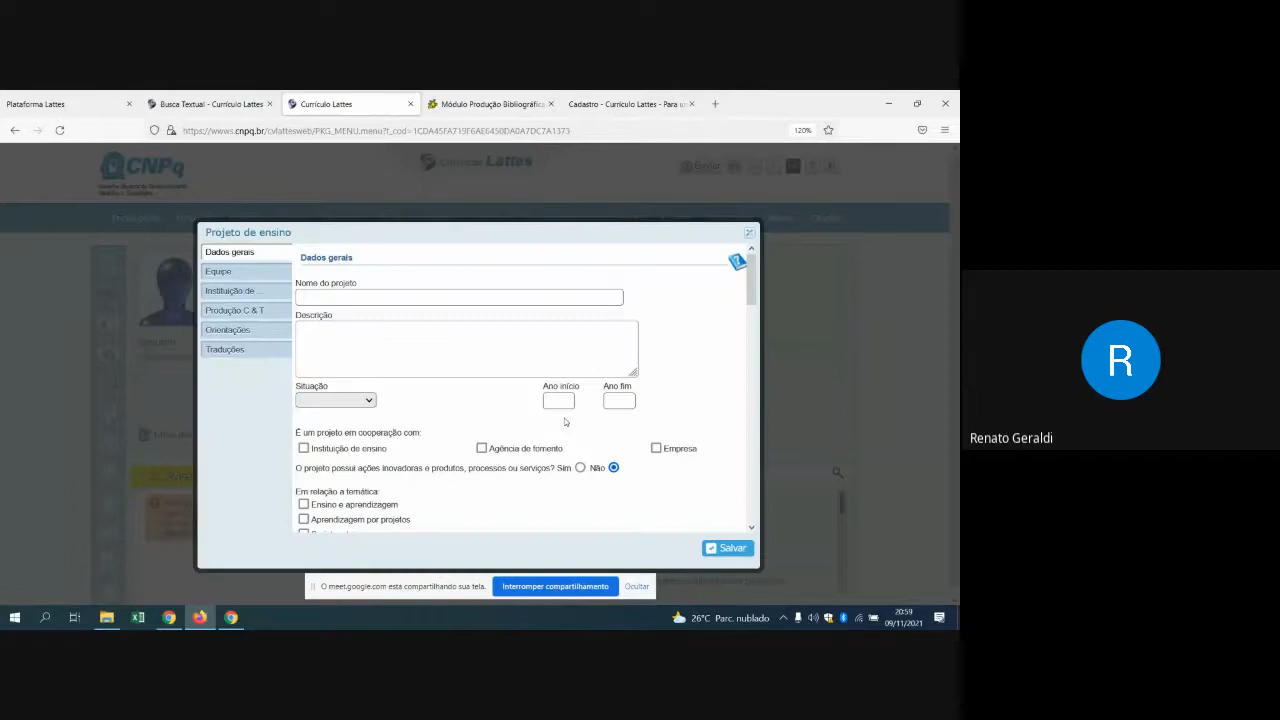 Plataforma Lattes
Busca Textual - Currículo Lattes
Currículo Lattes
Módulo Produção Bibliográfica
Cadastro - Currículo Lattes - Para u
https://wwws.cnpq.br/cvlattesweb/PKG_MENU.menu?f_cod=1CDA45FA719F6AE6450DA0A7DC7A1373
120%
CNPq
Lattes
Enviar
Projeto de ensino
Dados gerais
Equipe
Instituição de ...
Produção C & T
Orientações
Traduções
Dados gerais
Nome do projeto
Descrição
Situação
Ano início
Ano fim
É um projeto em cooperação com:
Instituição de ensino
Agência de fomento
Empresa
O projeto possui ações inovadoras e produtos, processos ou serviços? Sim Não
Em relação a temática:
Ensino e aprendizagem
Aprendizagem por projetos
Salvar
O meet.google.com está compartilhando sua tela.
Interromper compartilhamento
Ocultar
26°C Parc. nublado
20:59
09/11/2021
R
Renato Geraldi